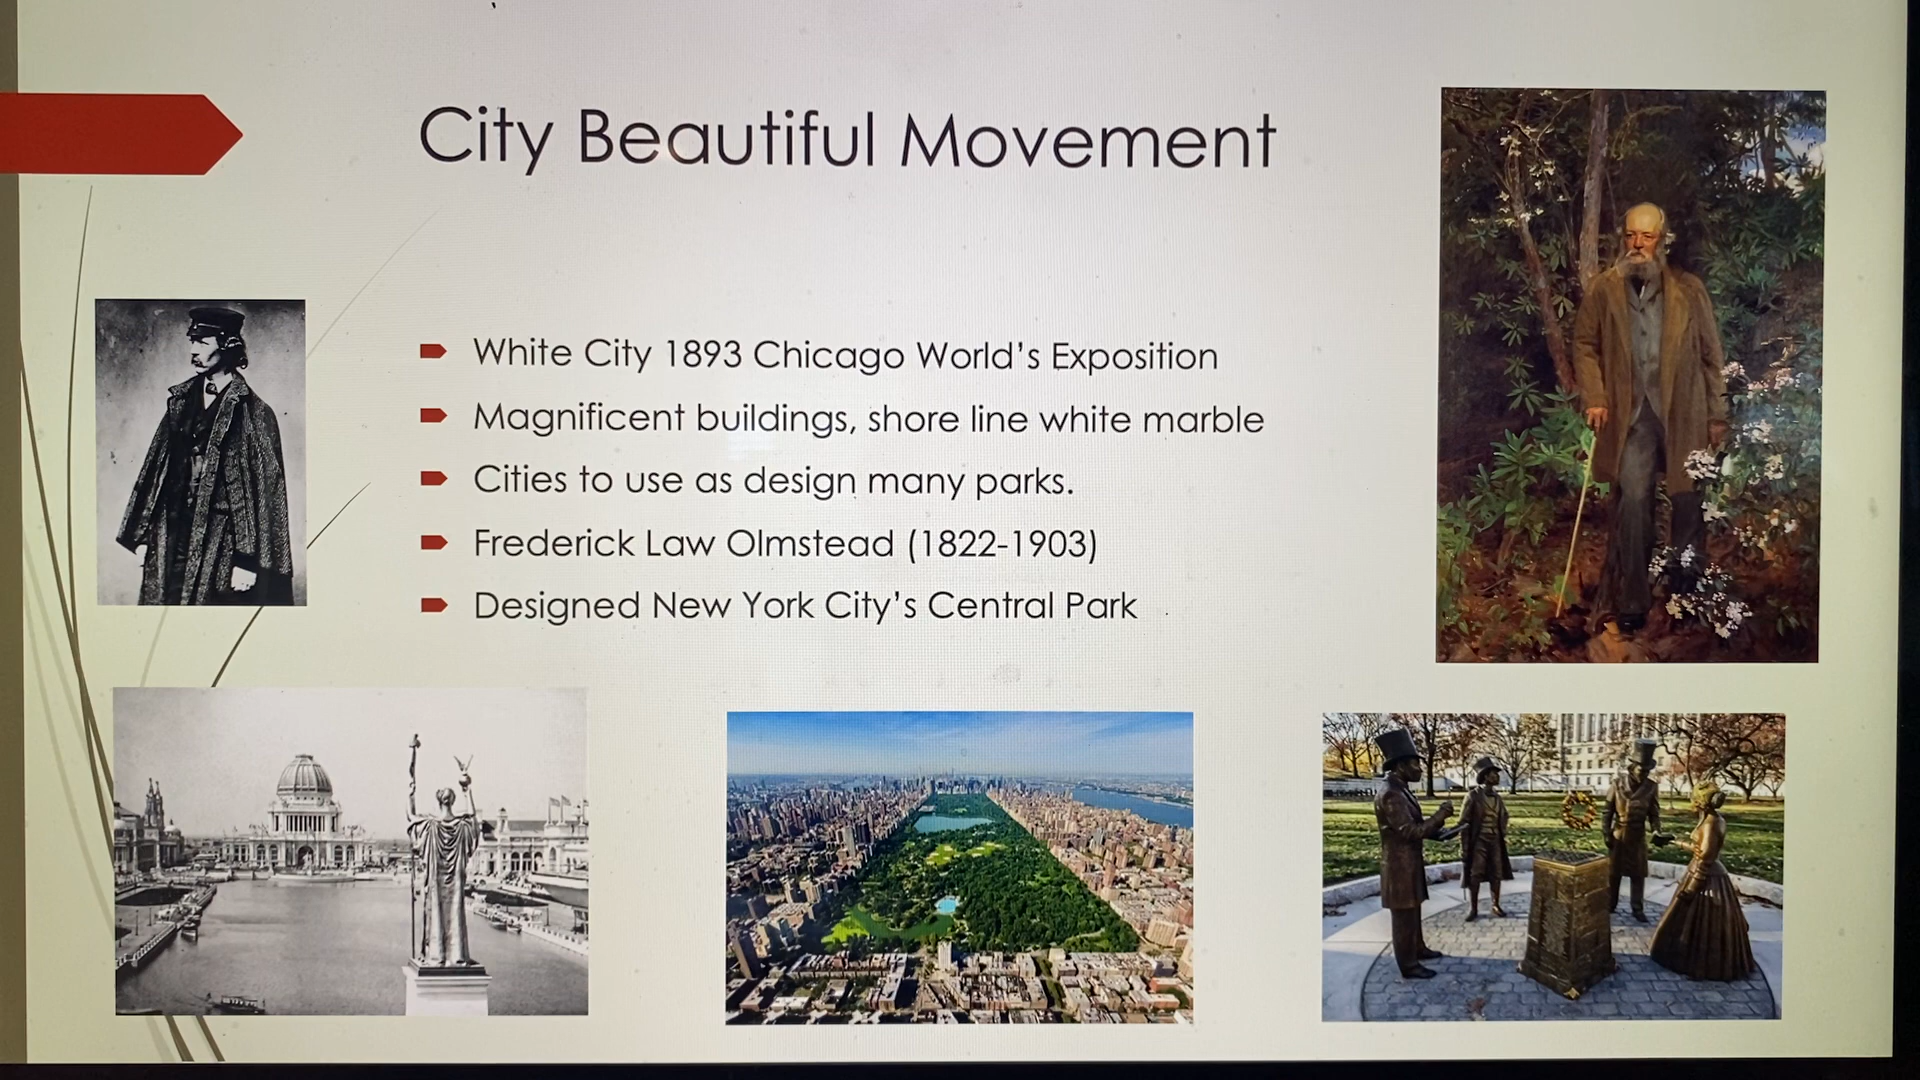 City Beautiful Movement
White City 1893 Chicago World's Exposition
Magnificent buildings, shore line white marble
Cities to use as design many parks.
Frederick Law Olmstead (1822-1903)
Designed New York City's Central Park